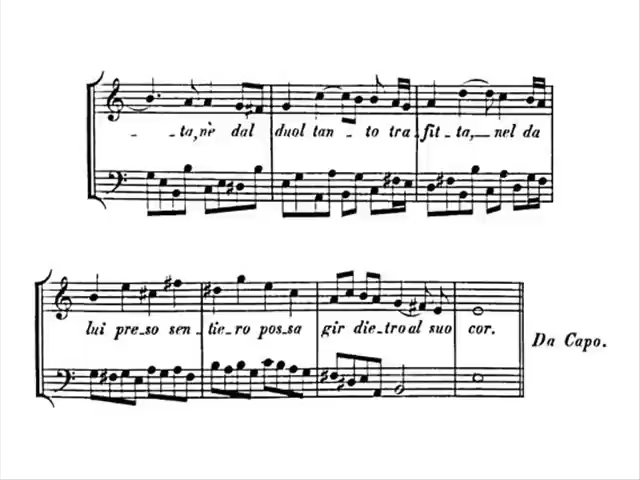 - - ta, nè dal duol tan - to tra - fit - ta, nel da
lui pre - so sen - tie - ro pos - sa gir die - tro al suo cor.
Da Capo.